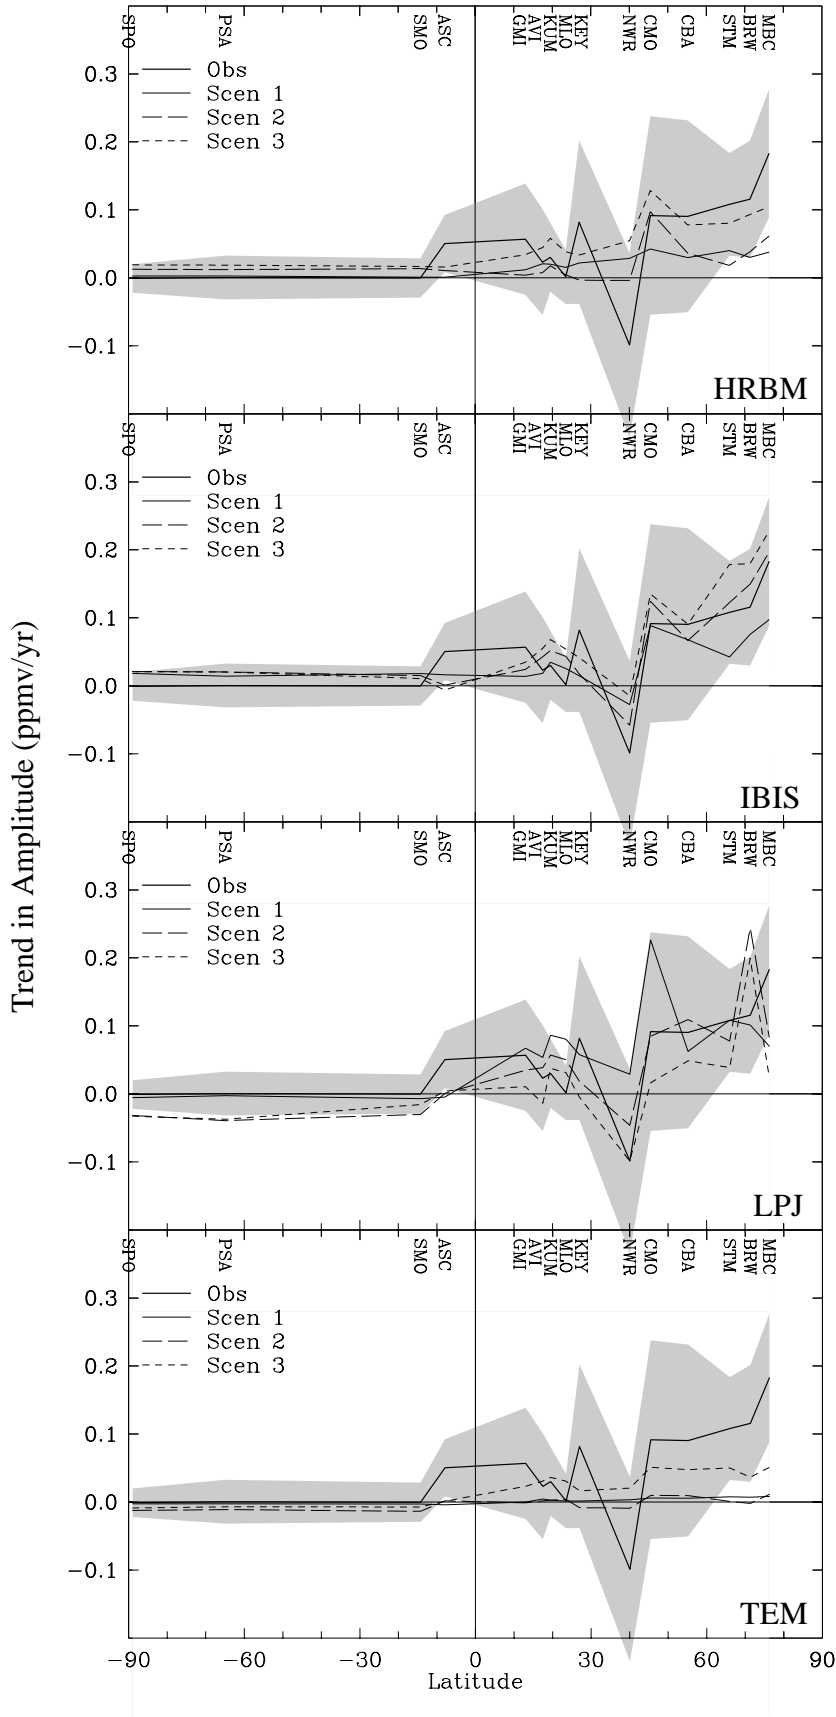 Trend in Amplitude (ppmv/yr)
SPO PSA SMO ASC GMI AVI KUM MLO KEY NWR CMO CBA STM BRW MBC
0.3
0.2
0.1
0.0
−0.1
Obs
Scen 1
Scen 2
Scen 3
HRBM
SPO PSA SMO ASC GMI AVI KUM MLO KEY NWR CMO CBA STM BRW MBC
0.3
0.2
0.1
0.0
−0.1
Obs
Scen 1
Scen 2
Scen 3
IBIS
SPO PSA SMO ASC GMI AVI KUM MLO KEY NWR CMO CBA STM BRW MBC
0.3
0.2
0.1
0.0
−0.1
Obs
Scen 1
Scen 2
Scen 3
LPJ
SPO PSA SMO ASC GMI AVI KUM MLO KEY NWR CMO CBA STM BRW MBC
0.3
0.2
0.1
0.0
−0.1
Obs
Scen 1
Scen 2
Scen 3
TEM
−90 −60 −30 0 30 60 90
Latitude